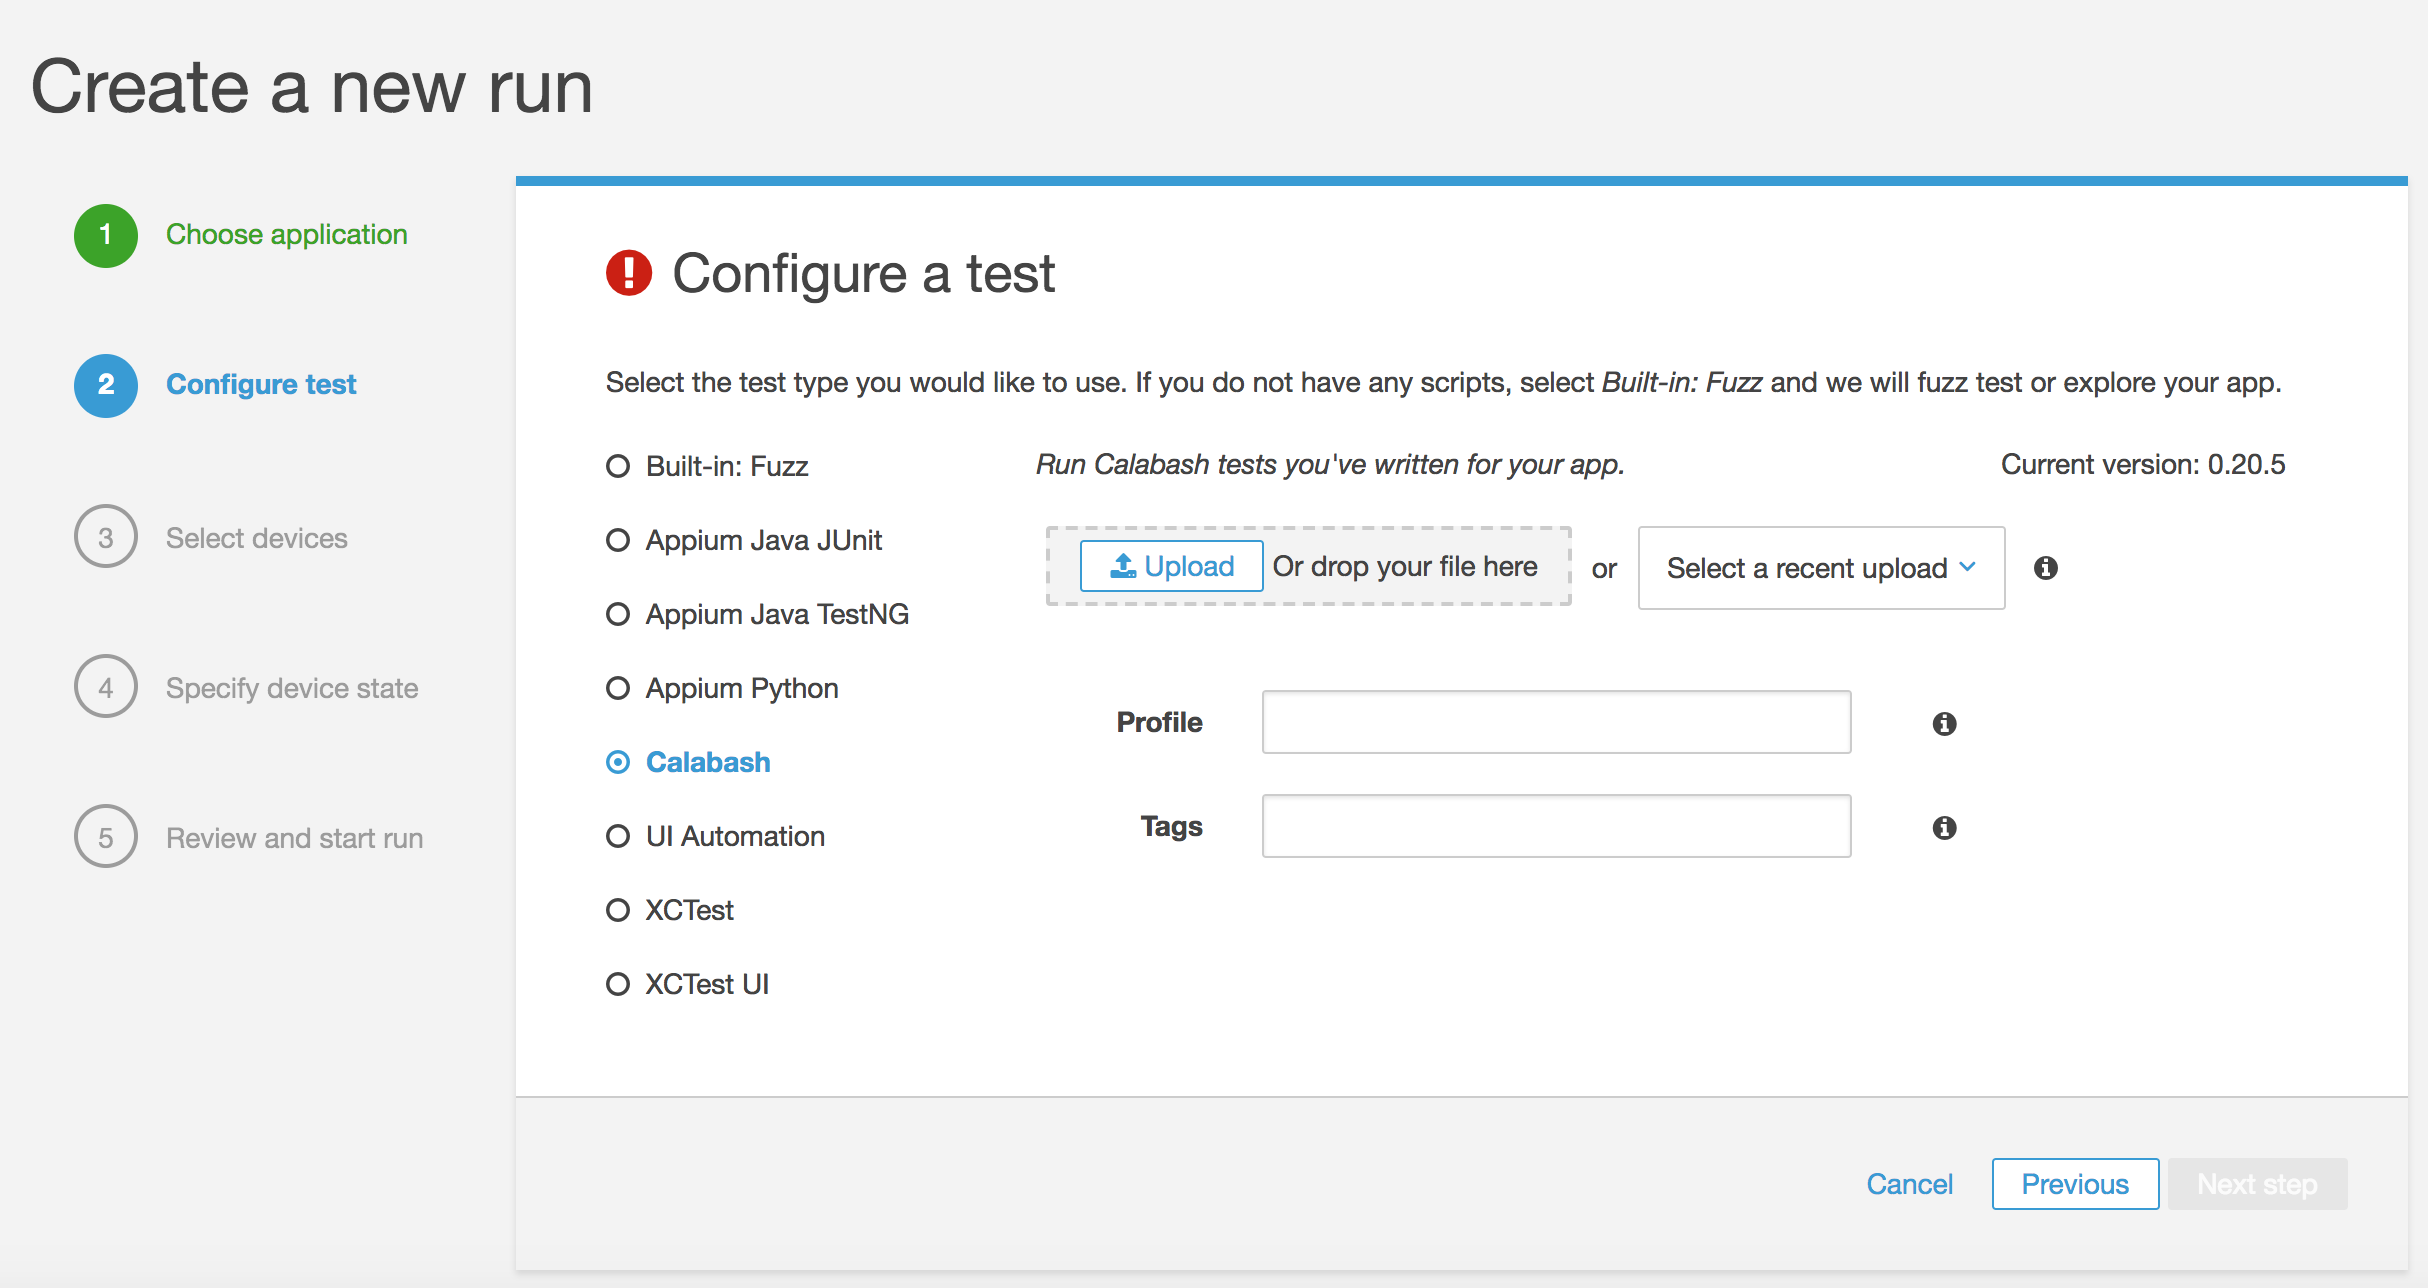 Create a new run
1 Choose application
2 Configure test
3 Select devices
4 Specify device state
5 Review and start run
Configure a test
Select the test type you would like to use. If you do not have any scripts, select Built-in: Fuzz and we will fuzz test or explore your app.
Built-in: Fuzz
Appium Java JUnit
Appium Java TestNG
Appium Python
Calabash
UI Automation
XCTest
XCTest UI
Run Calabash tests you've written for your app.
Current version: 0.20.5
Upload Or drop your file here or Select a recent upload
Profile
Tags
Cancel Previous Next step